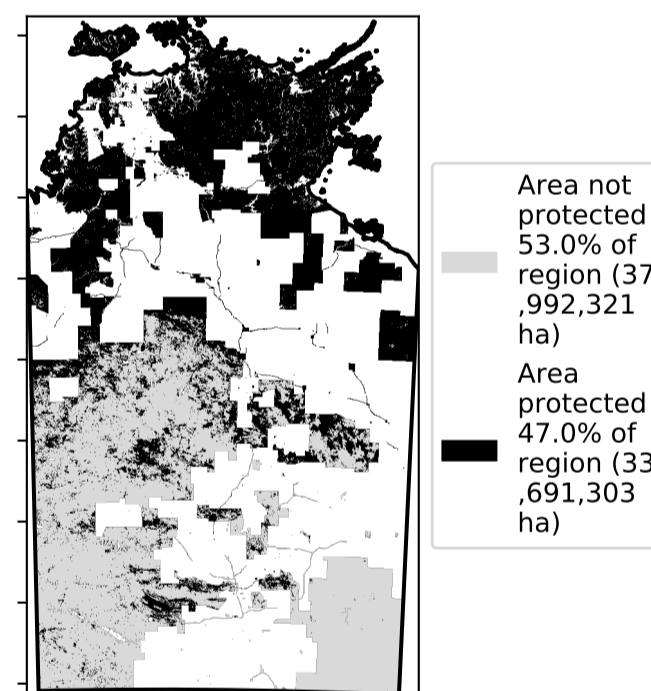 Area not
protected
53.0% of
region (37
,992,321
ha)
Area
protected
47.0% of
region (33
,691,303
ha)